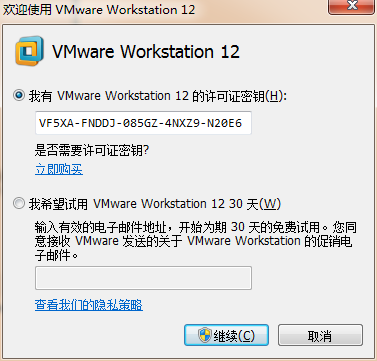 欢迎使用 VMware Workstation 12
VMware Workstation 12
我有 VMware Workstation 12 的许可证密钥(H):
VF5XA-FNDDJ-085GZ-4NXZ9-N20E6
是否需要许可证密钥?
立即购买
我希望试用 VMware Workstation 12 30 天(W)
输入有效的电子邮件地址，开始为期 30 天的免费试用。您同
意接收 VMware 发送的关于 VMware Workstation 的促销电
子邮件。
查看我们的隐私策略
继续(C) 取消